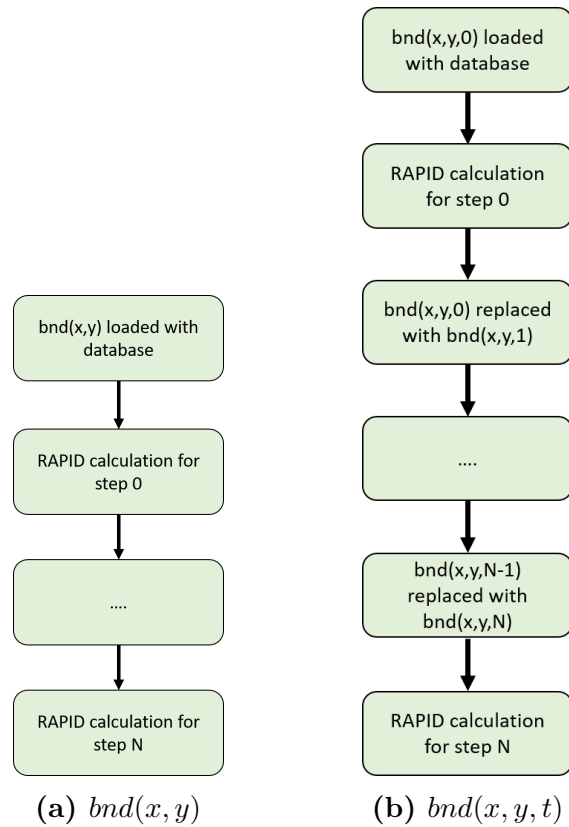 bnd(x,y) loaded with
database
RAPID calculation for
step 0
....
RAPID calculation for
step N
(a) bnd(x, y)
bnd(x,y,0) loaded
with database
RAPID calculation
for step 0
bnd(x,y,0) replaced
with bnd(x,y,1)
....
bnd(x,y,N-1)
replaced with
bnd(x,y,N)
RAPID calculation
for step N
(b) bnd(x, y, t)